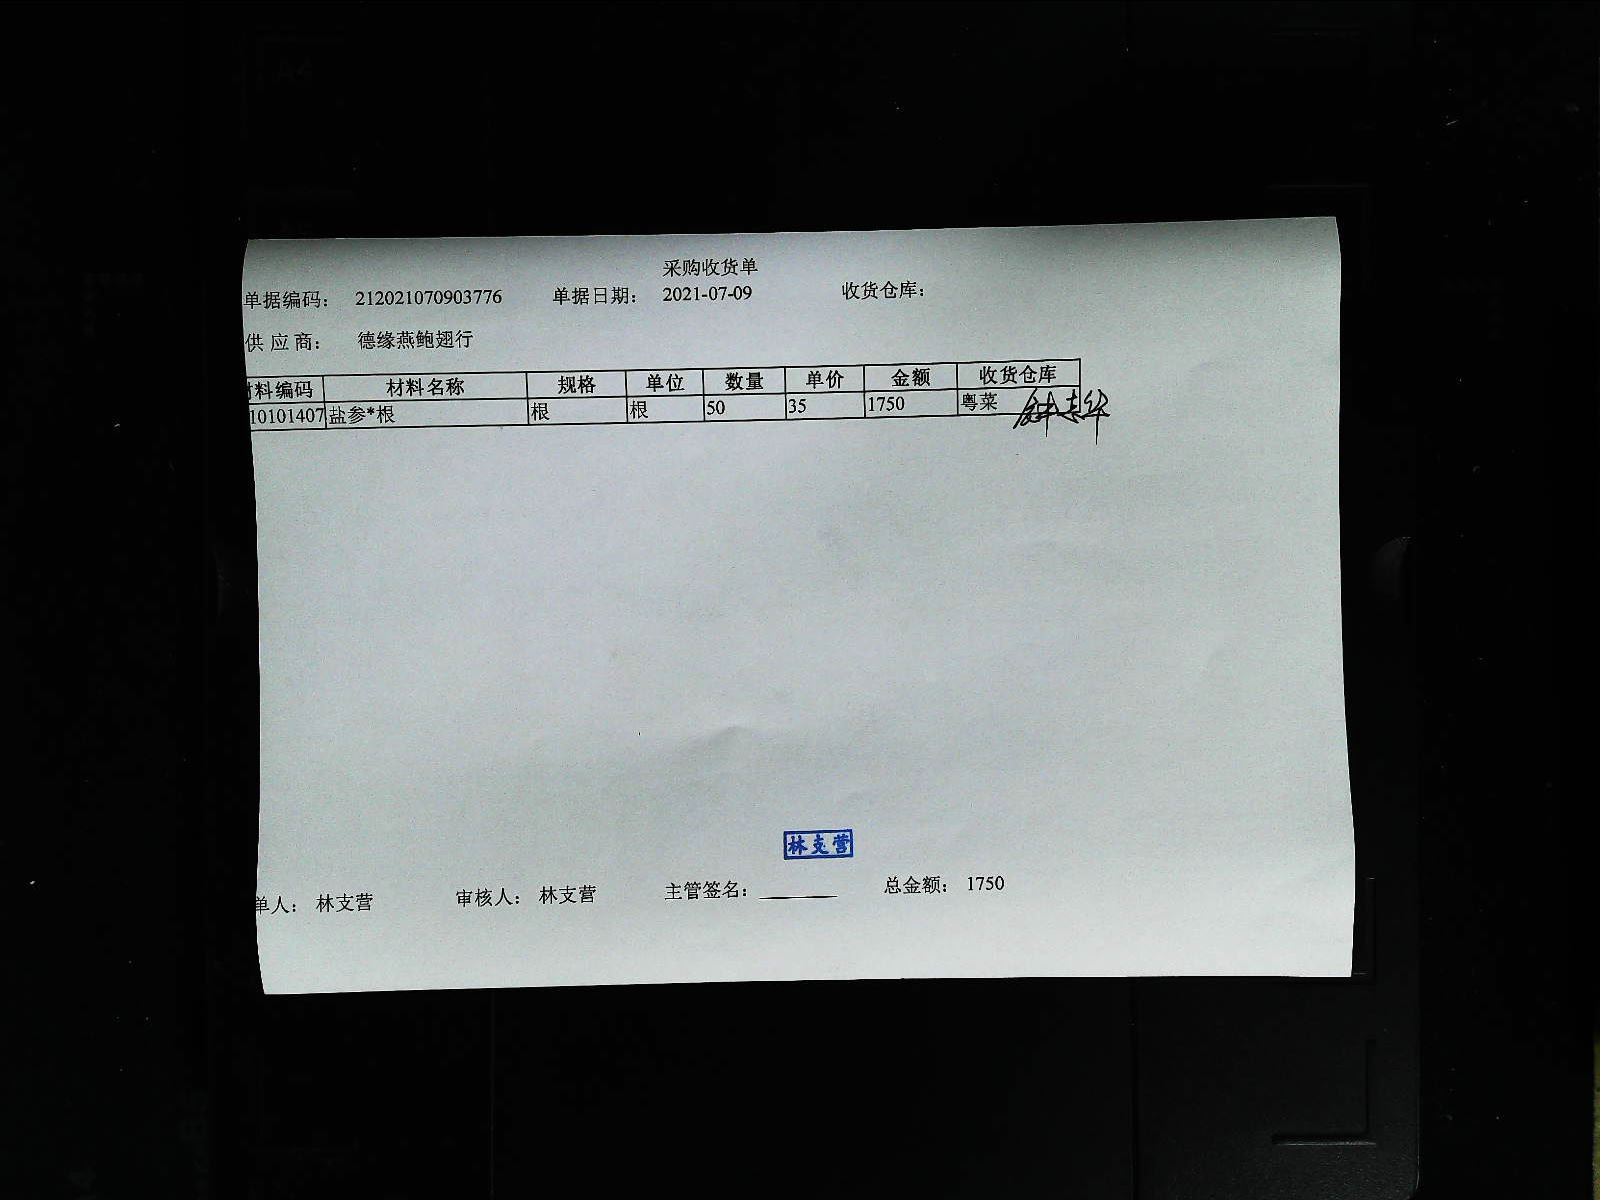 采购收货单
单据编码： 212021070903776 单据日期： 2021-07-09 收货仓库：
供 应 商： 德缘燕鲍翅行
材料编码 材料名称 规格 单位 数量 单价 金额 收货仓库
10101407 盐参*根 根 根 50 35 1750 粤菜
林支营
单人： 林支营 审核人： 林支营 主管签名： 总金额： 1750